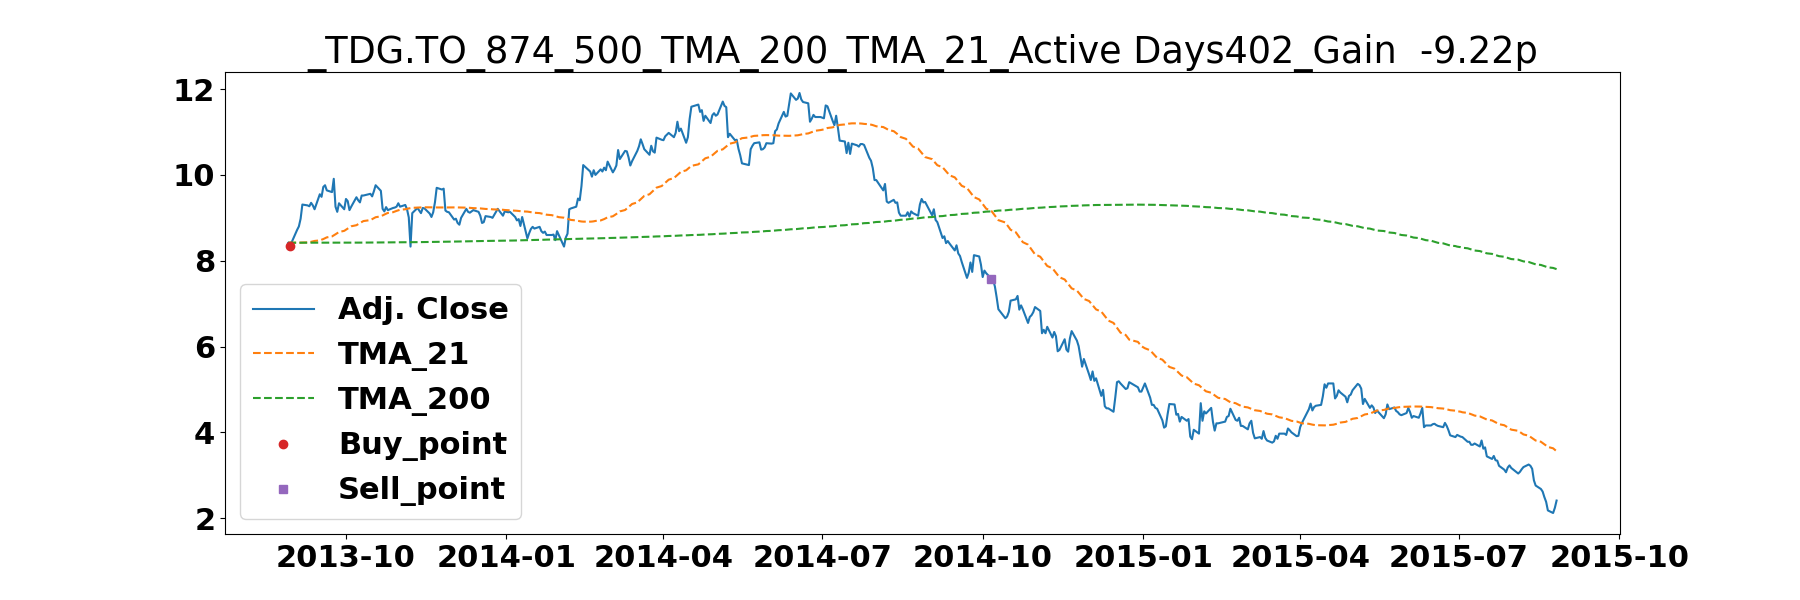 _TDG.TO_874_500_TMA_200_TMA_21_Active Days402_Gain -9.22p
12
10
8
6
4
2
Adj. Close
TMA_21
TMA_200
Buy_point
Sell_point
2013-10 2014-01 2014-04 2014-07 2014-10 2015-01 2015-04 2015-07 2015-10